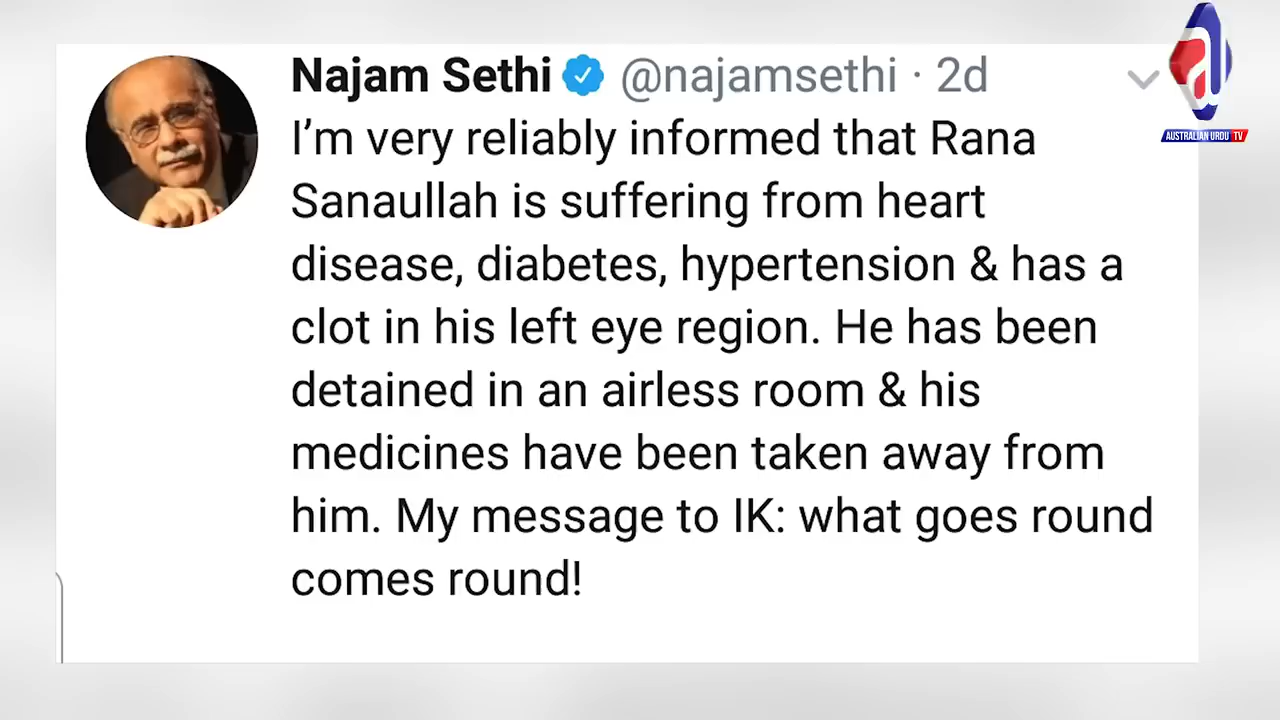 Najam Sethi @najamsethi · 2d
I’m very reliably informed that Rana
Sanaullah is suffering from heart
disease, diabetes, hypertension & has a
clot in his left eye region. He has been
detained in an airless room & his
medicines have been taken away from
him. My message to IK: what goes round
comes round!
AUSTRALIAN URDU TV